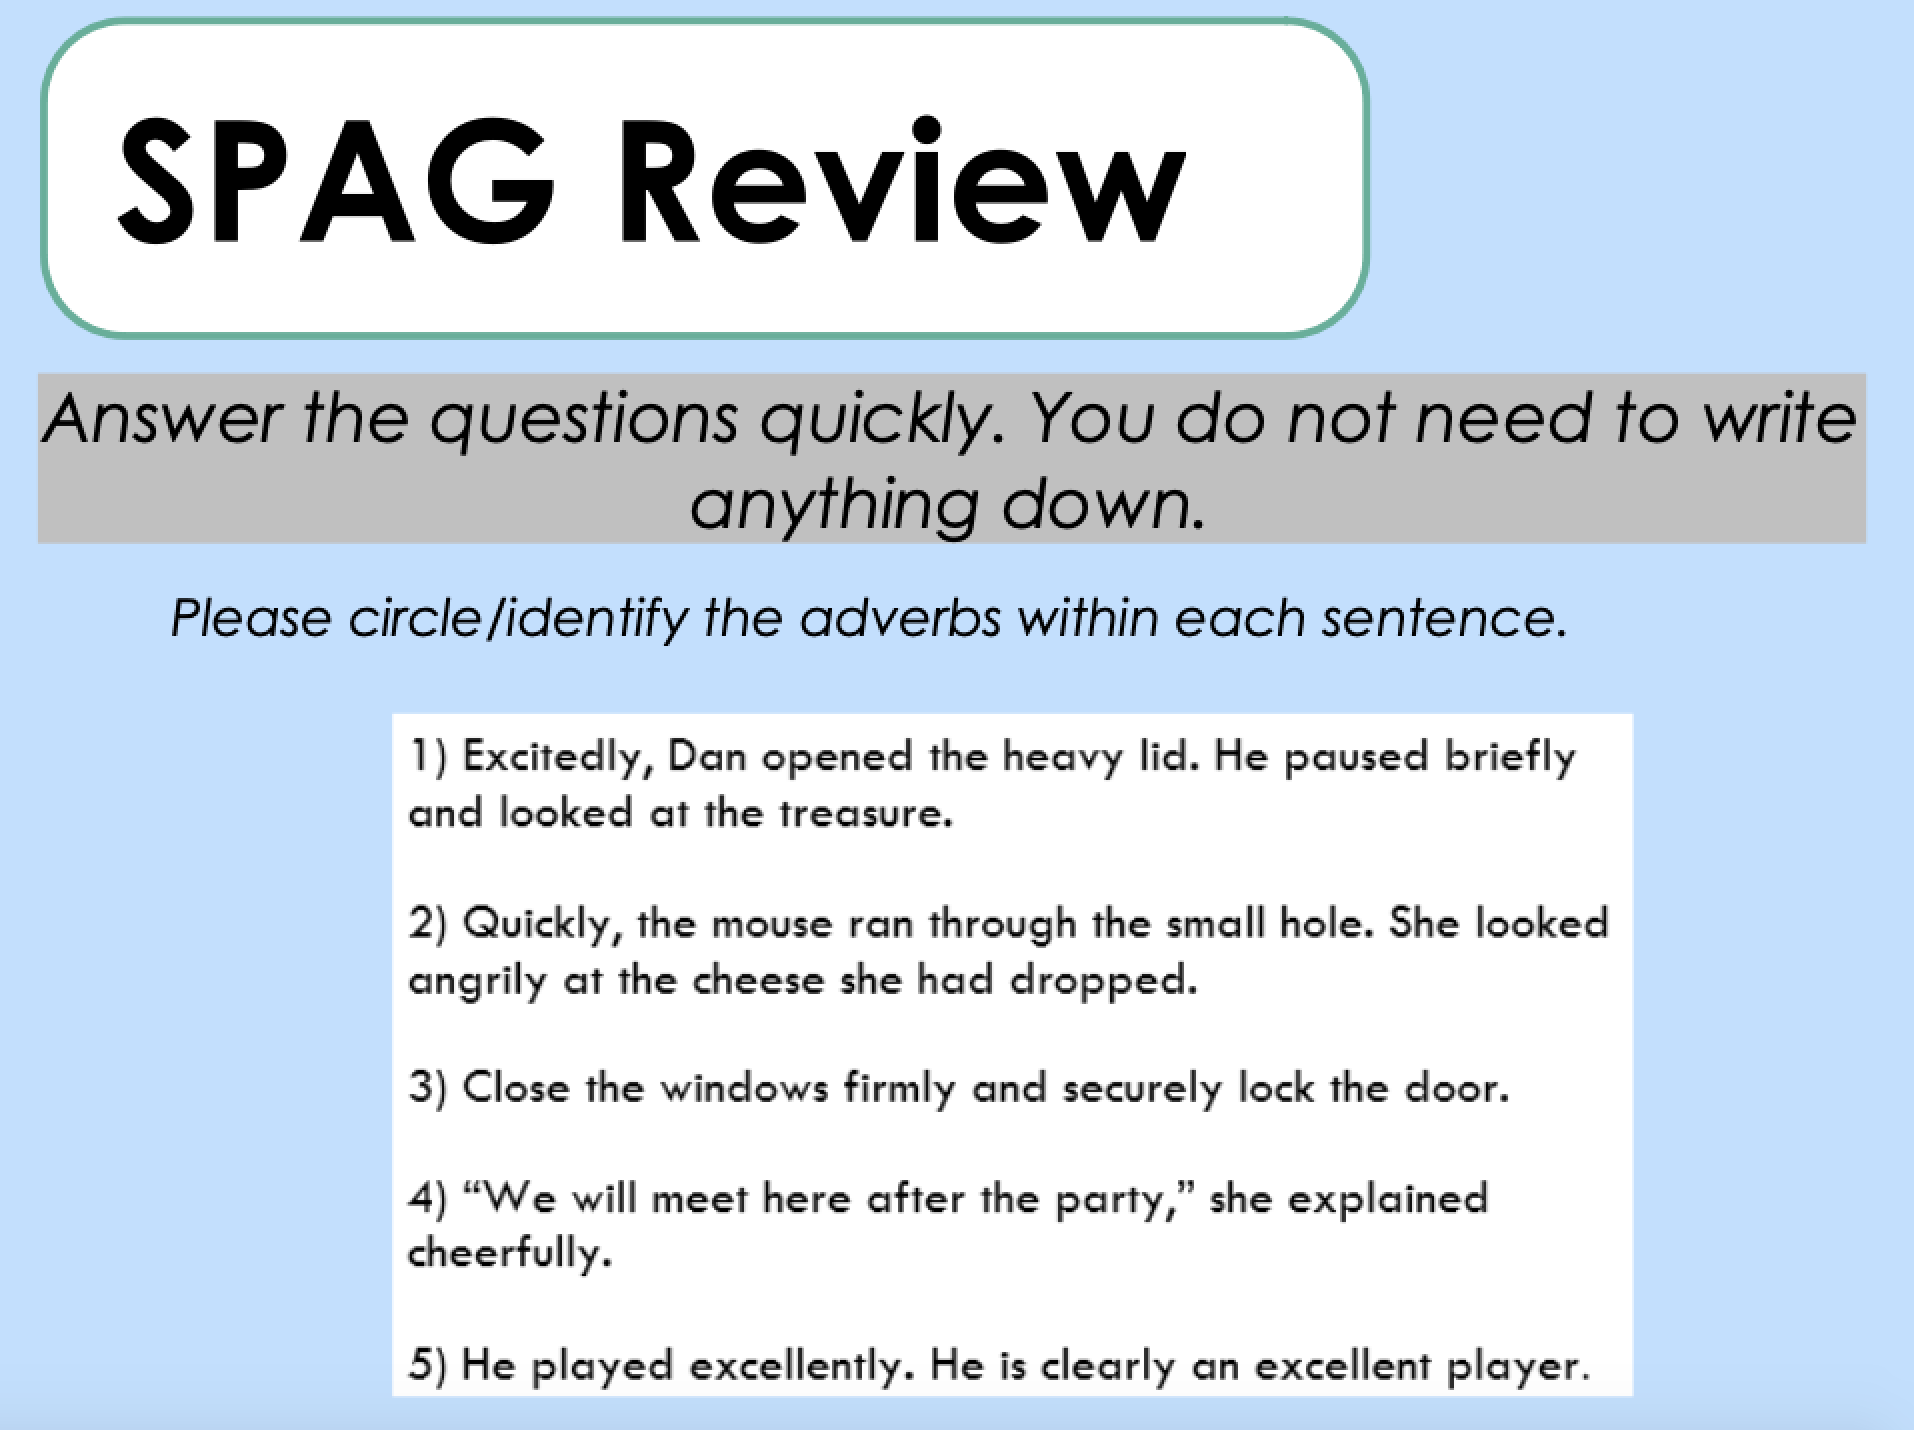 SPAG Review
Answer the questions quickly. You do not need to write
anything down.
Please circle/identify the adverbs within each sentence.
1) Excitedly, Dan opened the heavy lid. He paused briefly
and looked at the treasure.
2) Quickly, the mouse ran through the small hole. She looked
angrily at the cheese she had dropped.
3) Close the windows firmly and securely lock the door.
4) “We will meet here after the party,” she explained
cheerfully.
5) He played excellently. He is clearly an excellent player.